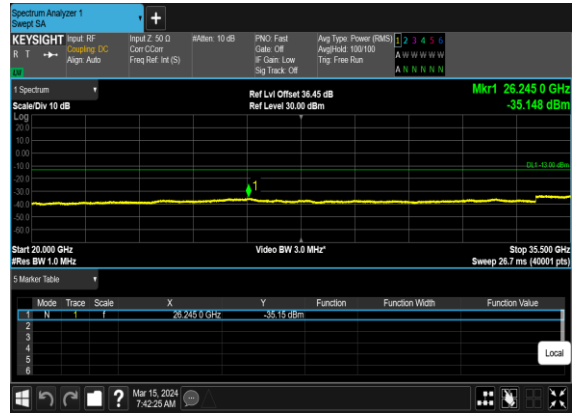 Spectrum Analyzer 1
Swept SA
+
KEYSIGHT Input: RF Input Z: 50 Ω #Atten: 10 dB PNO: Fast Avg Type: Power (RMS) 1 2 3 4 5 6
R T Coupling: DC Corr CCorr Gate: Off Avg|Hold: 100/100 A W W W W W
Align: Auto Freq Ref: Int (S) IF Gain: Low Trig: Free Run
Sig Track: Off A N N N N N
1 Spectrum Ref Lvl Offset 36.45 dB Mkr1 26.245 0 GHz
Scale/Div 10 dB Ref Level 30.00 dBm -35.148 dBm
Log
20.0
10.0
0.00
-10.0 DL1 -13.00 dBm
-20.0
-30.0 1
-40.0
-50.0
-60.0
Start 20.000 GHz Video BW 3.0 MHz* Stop 35.500 GHz
#Res BW 1.0 MHz Sweep 26.7 ms (40001 pts)
5 Marker Table
Mode Trace Scale X Y Function Function Width Function Value
1 N 1 f 26.245 0 GHz -35.15 dBm
2
3
4
5
6
Local
? Mar 15, 2024
7:42:25 AM